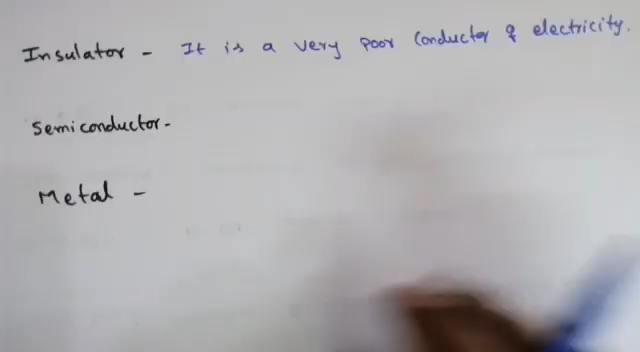 Insulator - It is a very poor conductor of electricity.
Semiconductor -
Metal -